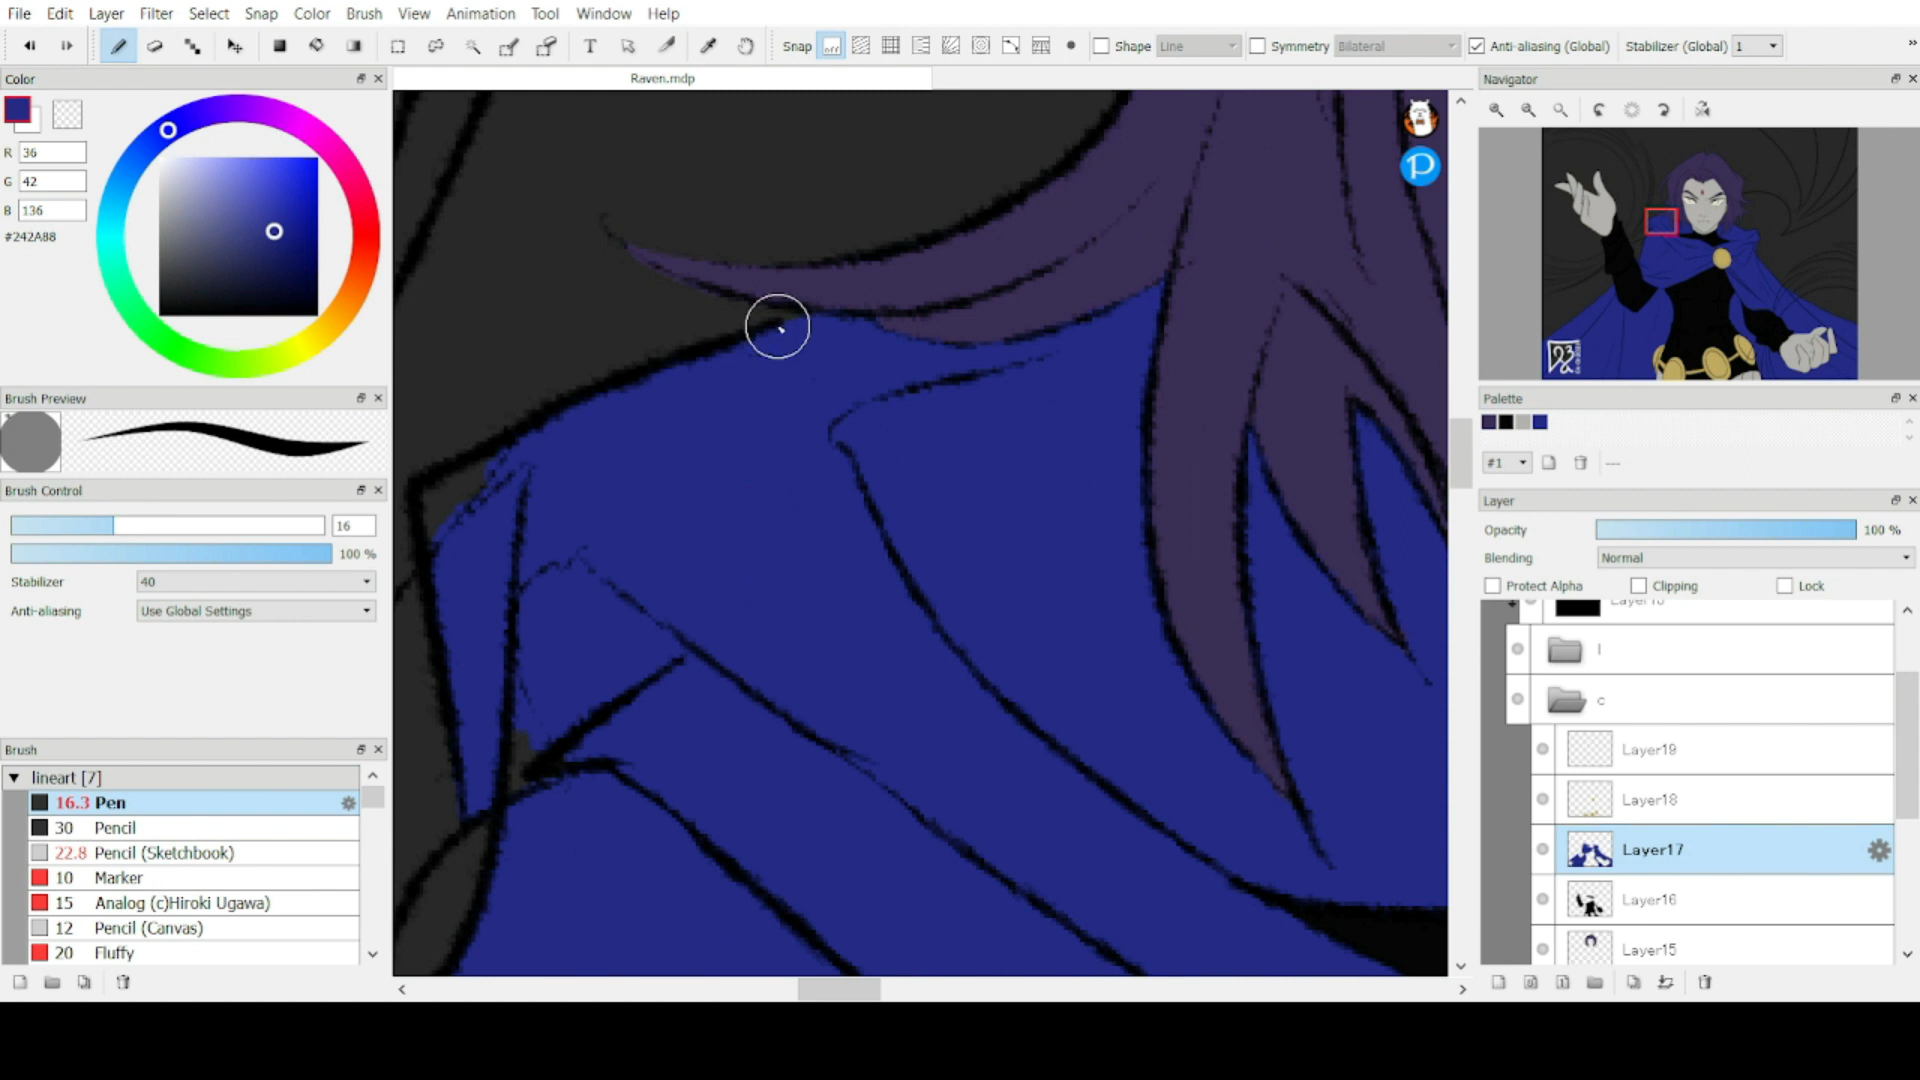 File Edit Layer Filter Select Snap Color Brush View Animation Tool Window Help
Snap off Shape Line Symmetry Bilateral Anti-aliasing (Global) Stabilizer (Global) 1
Color
Raven.mdp
Navigator
R 36
G 42
B 136
#242A88
Brush Preview
Palette
#1
---
Brush Control
16
100 %
Stabilizer 40
Anti-aliasing Use Global Settings
Layer
Opacity 100 %
Blending Normal
Protect Alpha Clipping Lock
l
c
Layer19
Layer18
Layer17
Layer16
Layer15
Brush
lineart [7]
16.3 Pen
30 Pencil
22.8 Pencil (Sketchbook)
10 Marker
15 Analog (c)Hiroki Ugawa)
12 Pencil (Canvas)
20 Fluffy